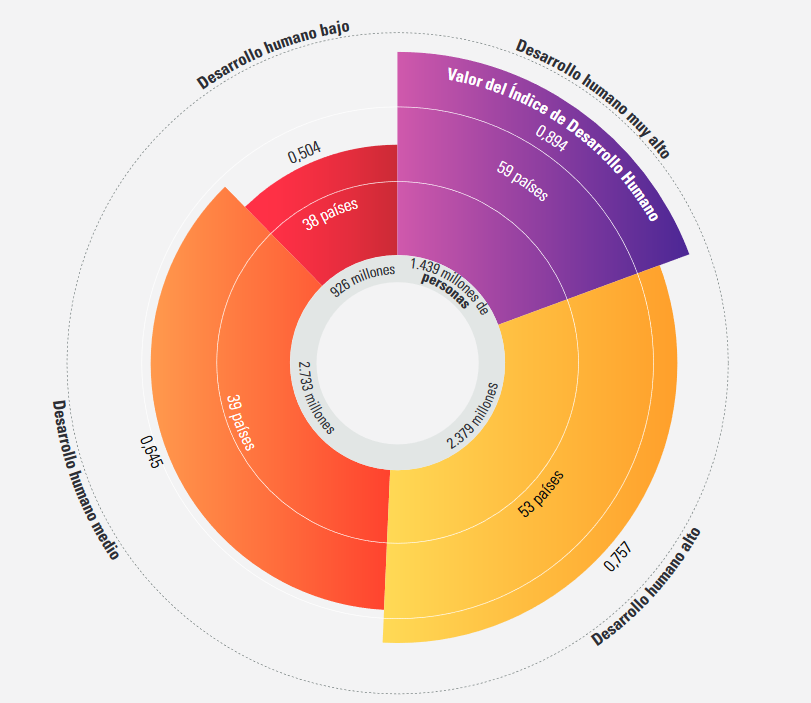 Desarrollo humano bajo
Desarrollo humano muy alto
Valor del Índice de Desarrollo Humano
0,894
59 países
0,504
38 países
926 millones
1.439 millones de
personas
2.733 millones
2.379 millones
39 países
0,645
Desarrollo humano medio
53 países
0,757
Desarrollo humano alto